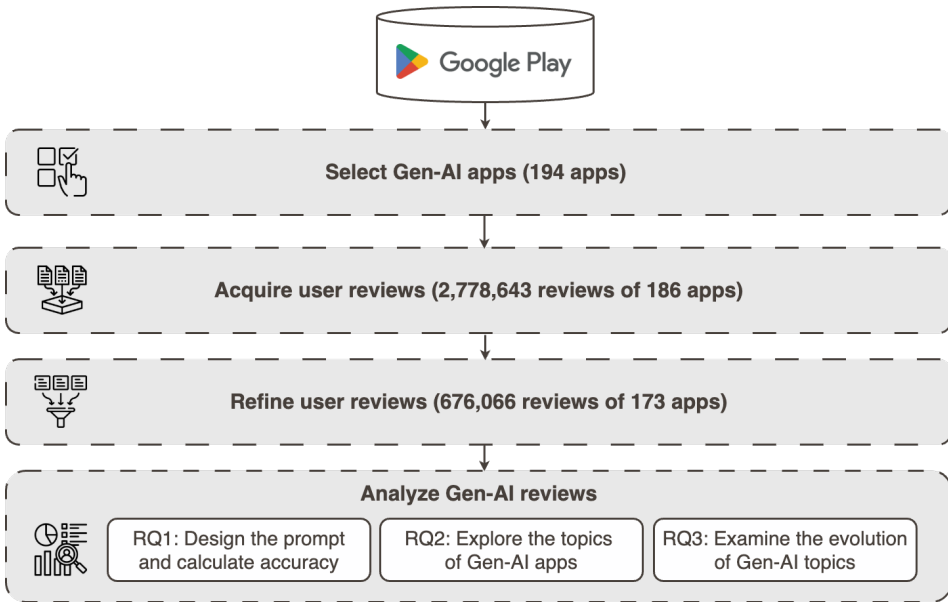 Google Play
Select Gen-AI apps (194 apps)
Acquire user reviews (2,778,643 reviews of 186 apps)
Refine user reviews (676,066 reviews of 173 apps)
Analyze Gen-AI reviews
RQ1: Design the prompt
and calculate accuracy
RQ2: Explore the topics
of Gen-AI apps
RQ3: Examine the evolution
of Gen-AI topics